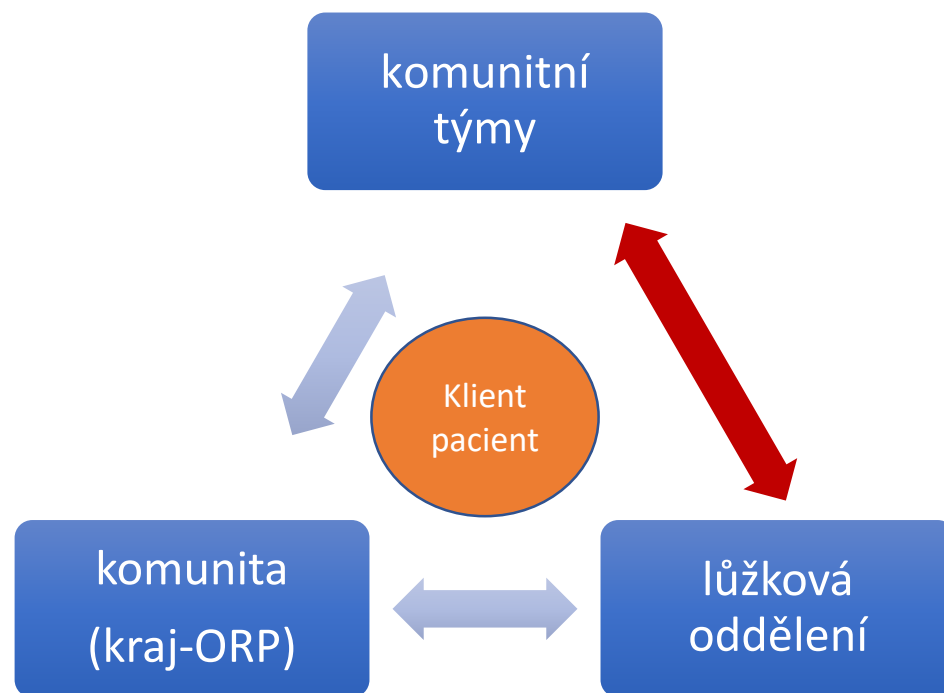 komunitní
týmy
Klient
pacient
komunita
(kraj-ORP)
lůžková
oddělení